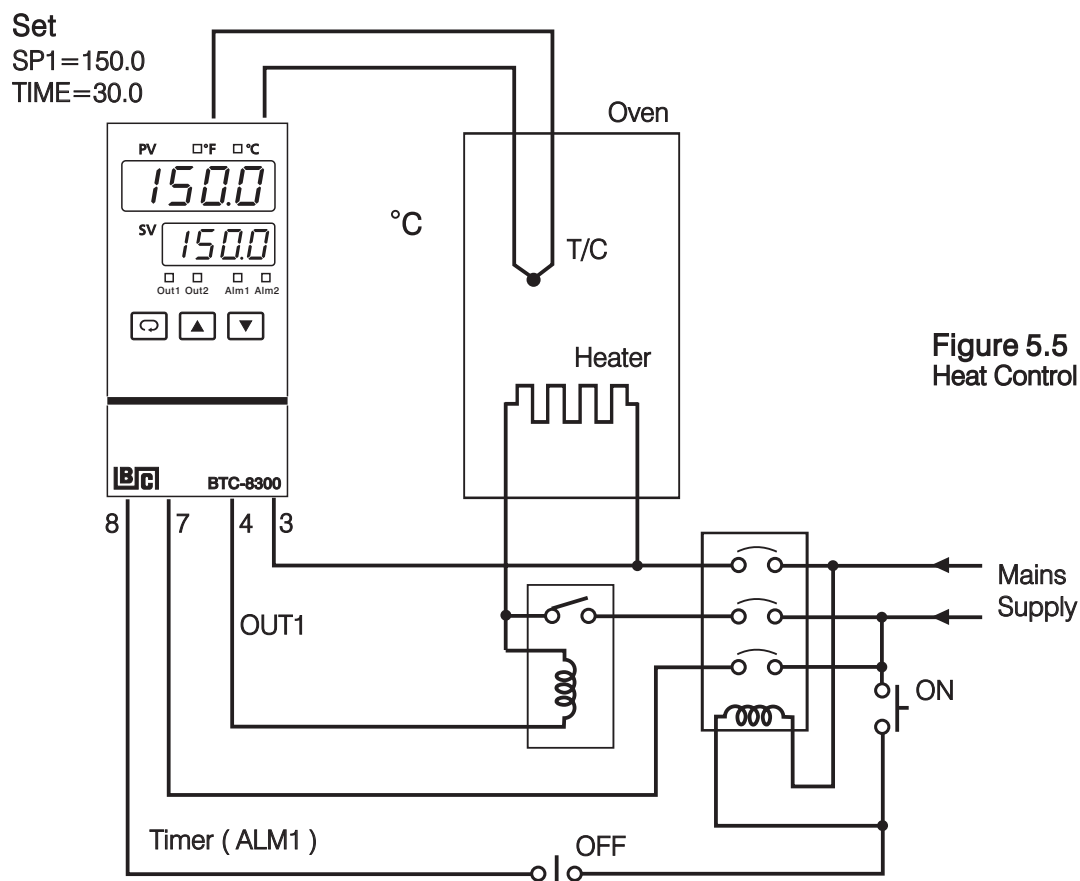 Set
SP1=150.0
TIME=30.0
Oven
PV °F °C
150.0
°C
SV 150.0
T/C
Out1 Out2 Alm1 Alm2
Heater
Figure 5.5
Heat Control
BC BTC-8300
8 7 4 3
Mains
Supply
OUT1
ON
Timer ( ALM1 )
OFF